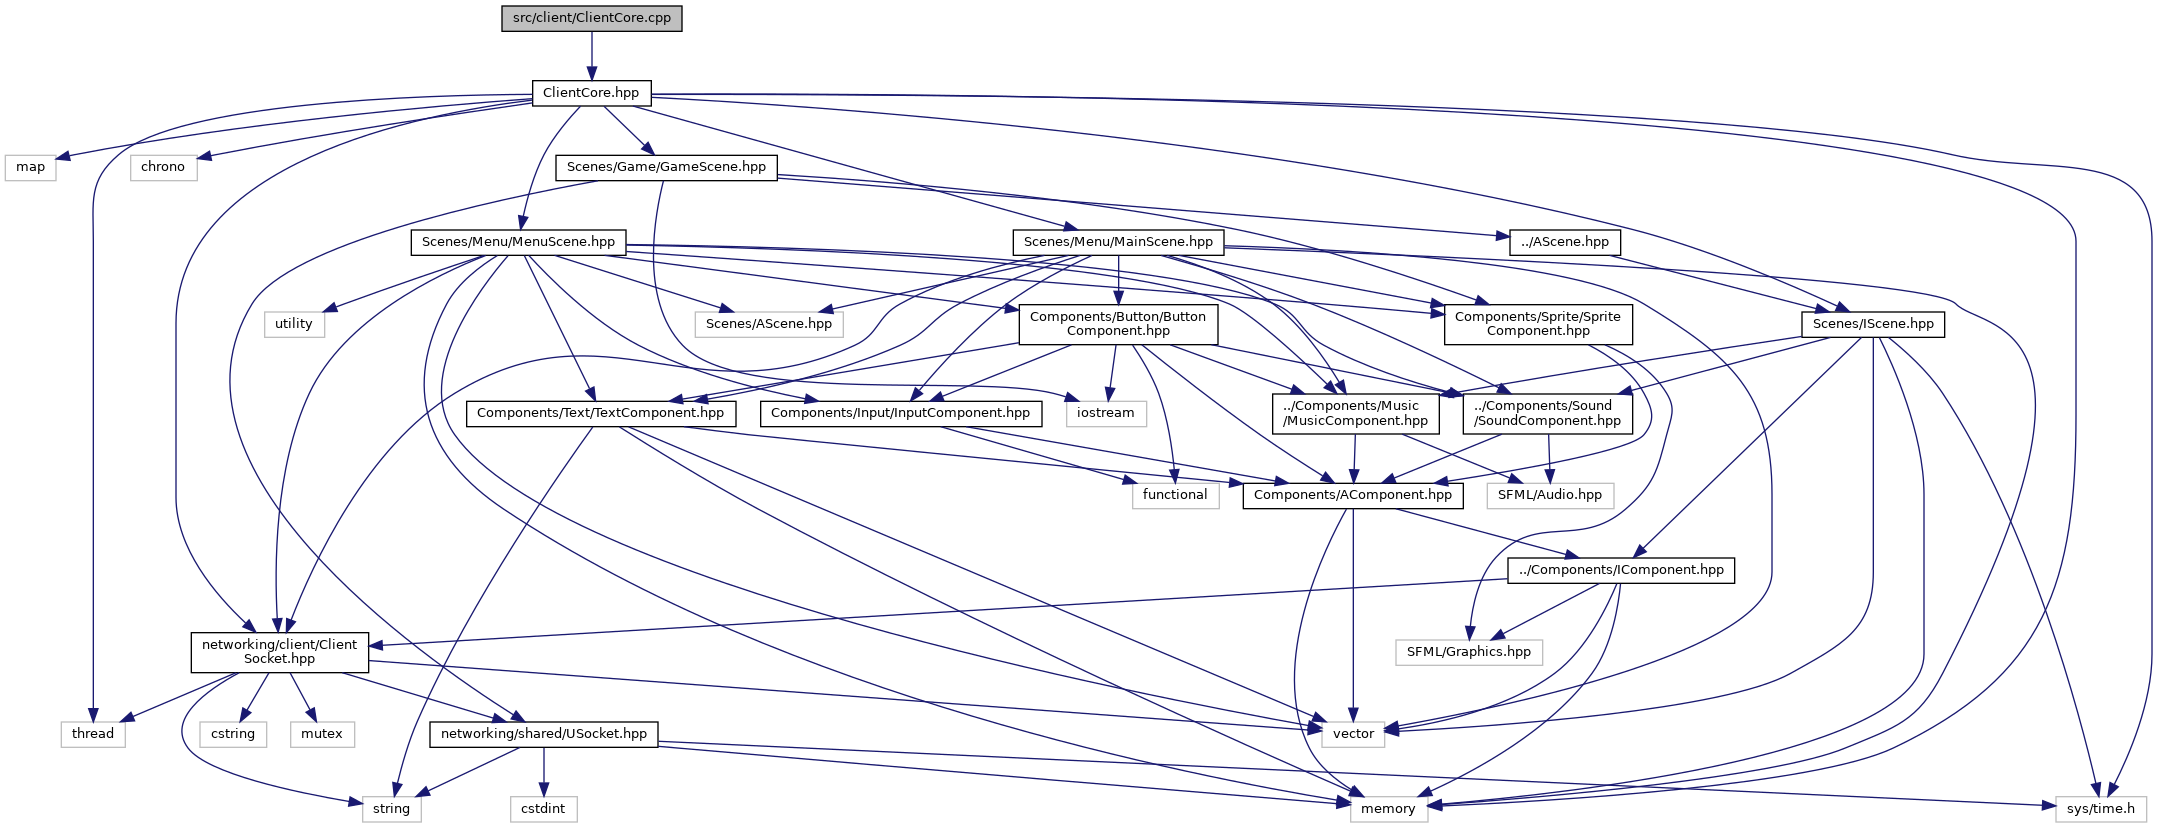 src/client/ClientCore.cpp
ClientCore.hpp
map
chrono
Scenes/Game/GameScene.hpp
Scenes/Menu/MenuScene.hpp
Scenes/Menu/MainScene.hpp
../AScene.hpp
utility
Scenes/AScene.hpp
Components/Button/Button
Component.hpp
Components/Sprite/Sprite
Component.hpp
Scenes/IScene.hpp
Components/Text/TextComponent.hpp
Components/Input/InputComponent.hpp
iostream
../Components/Music
/MusicComponent.hpp
../Components/Sound
/SoundComponent.hpp
functional
Components/AComponent.hpp
SFML/Audio.hpp
../Components/IComponent.hpp
networking/client/Client
Socket.hpp
SFML/Graphics.hpp
thread
cstring
mutex
networking/shared/USocket.hpp
vector
string
cstdint
memory
sys/time.h